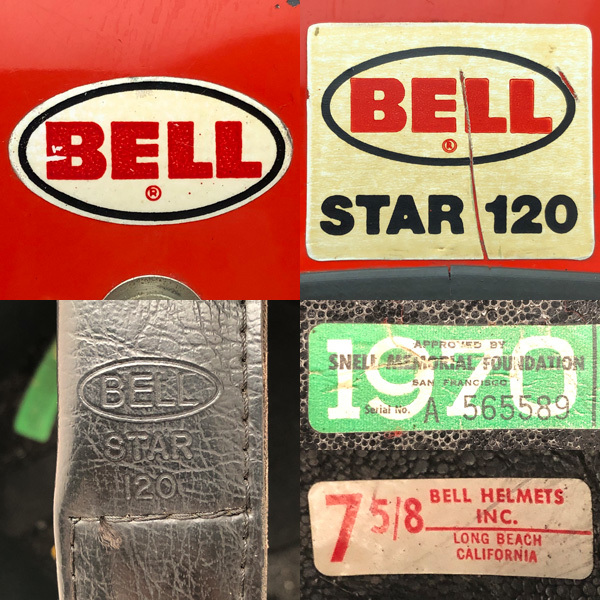 BELL
®
BELL
®
STAR 120
BELL
STAR
120
1970
APPROVED BY
SNELL MEMORIAL FOUNDATION
SAN FRANCISCO
Serial No. A 565589
7 5/8
BELL HELMETS
INC.
LONG BEACH
CALIFORNIA